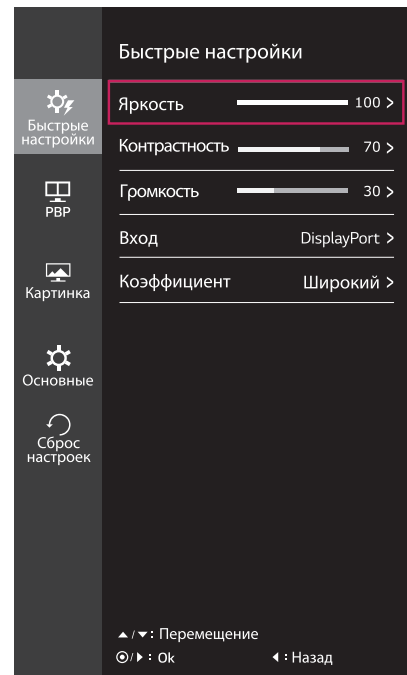 Быстрые настройки
Быстрые
настройки
PBP
Картинка
Основные
Сброс
настроек
Яркость 100 >
Контрастность 70 >
Громкость 30 >
Вход DisplayPort >
Коэффициент Широкий >
▲/▼: Перемещение
⦿/▶ : Ok ◀ : Назад